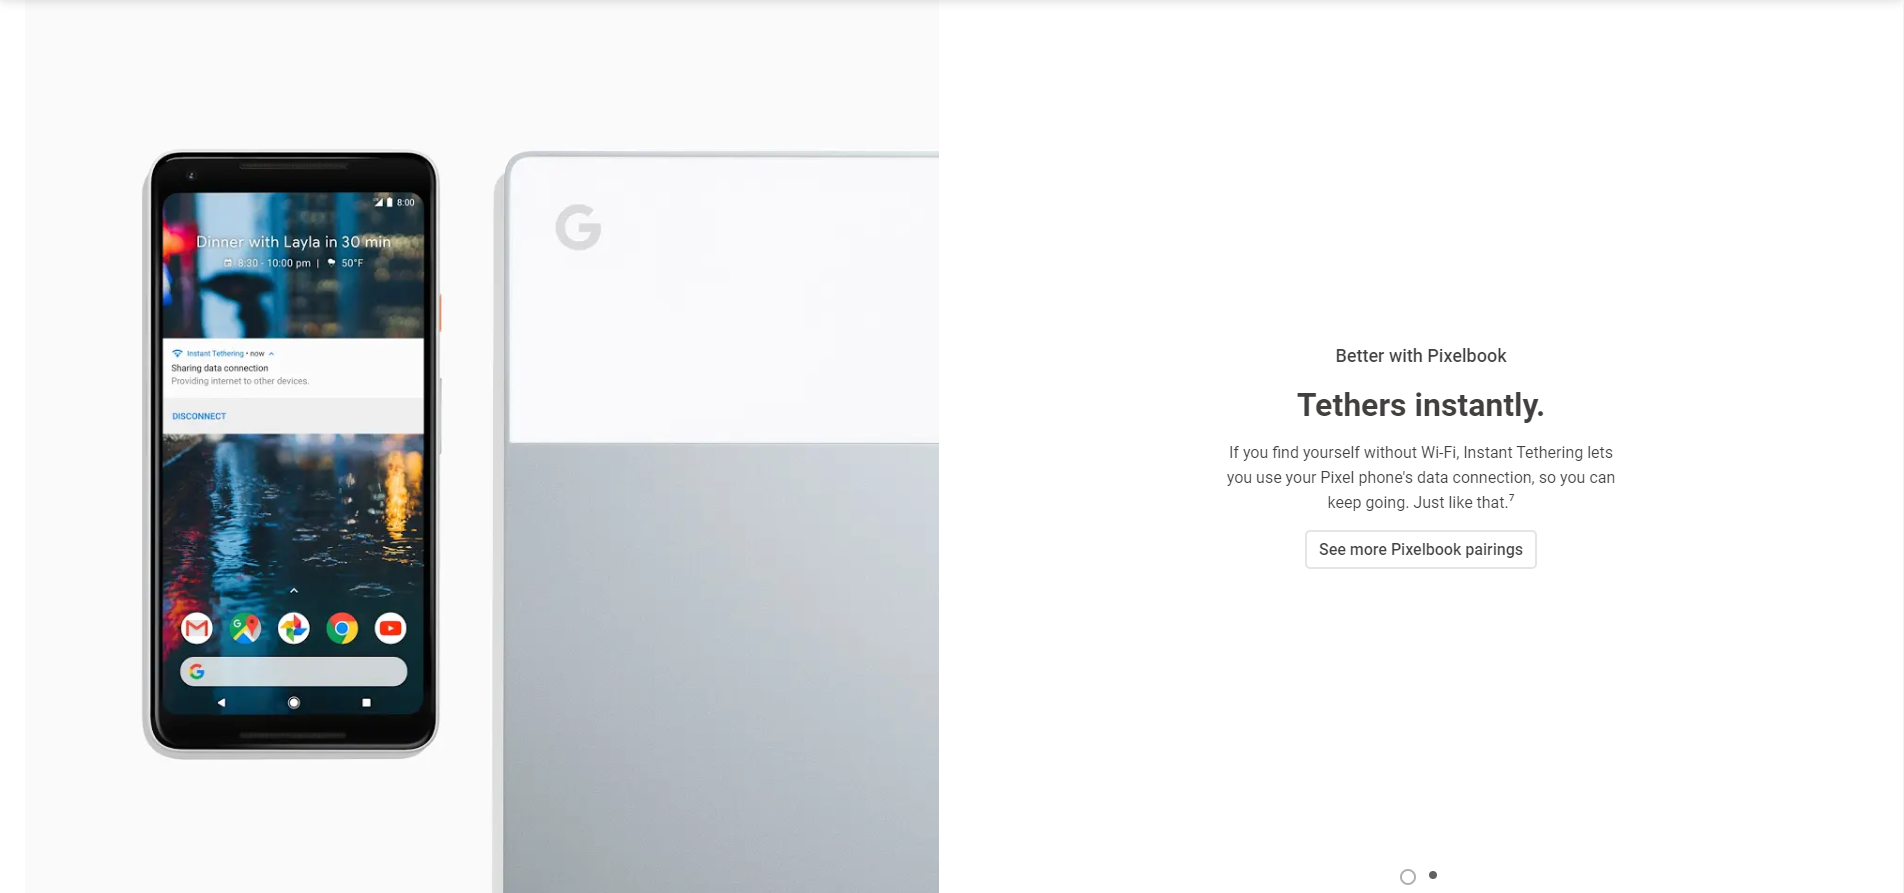 8:00
Dinner with Layla in 30 min
8:30 - 10:00 pm | 50°F
Instant Tethering • now
Sharing data connection
Providing internet to other devices.
DISCONNECT
G
Better with Pixelbook
Tethers instantly.
If you find yourself without Wi-Fi, Instant Tethering lets
you use your Pixel phone's data connection, so you can
keep going. Just like that.7
See more Pixelbook pairings